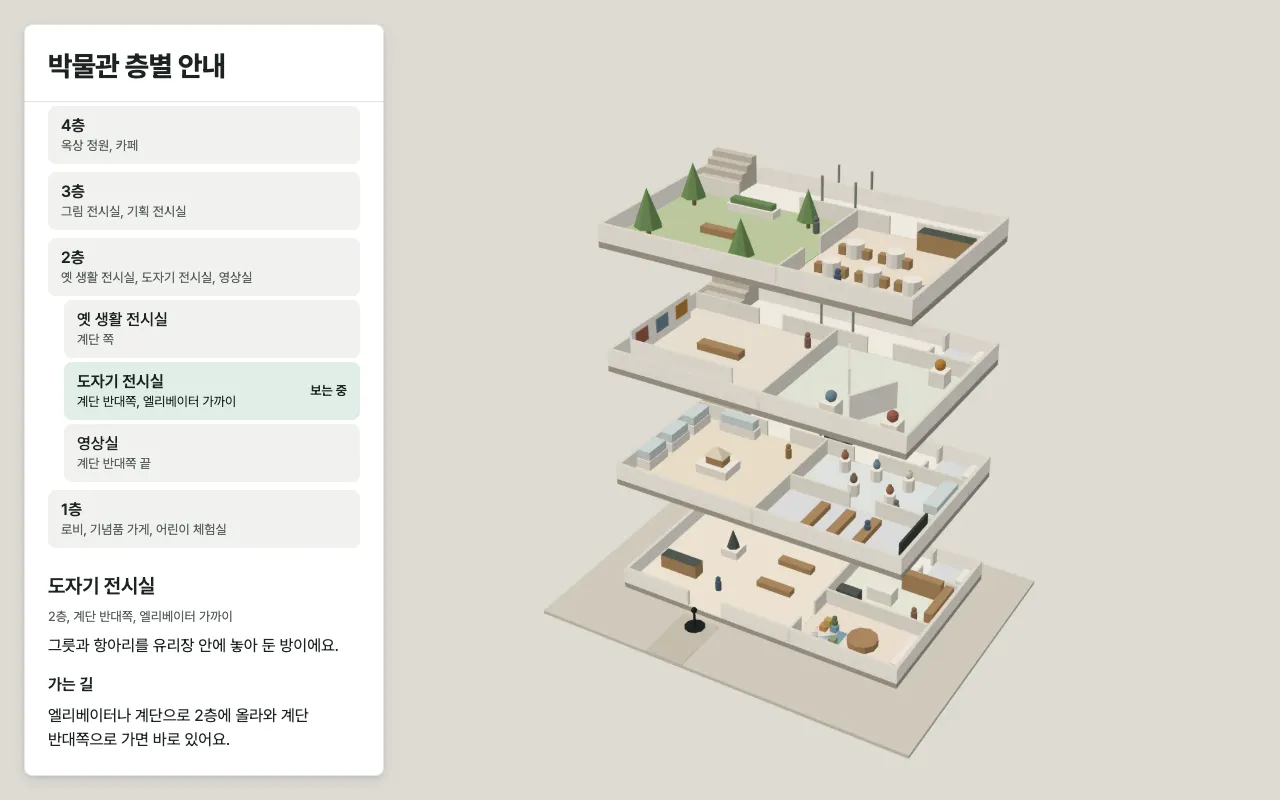 박물관 층별 안내
4층
옥상 정원, 카페
3층
그림 전시실, 기획 전시실
2층
옛 생활 전시실, 도자기 전시실, 영상실
옛 생활 전시실
계단 쪽
도자기 전시실
계단 반대쪽, 엘리베이터 가까이
보는 중
영상실
계단 반대쪽 끝
1층
로비, 기념품 가게, 어린이 체험실
도자기 전시실
2층, 계단 반대쪽, 엘리베이터 가까이
그릇과 항아리를 유리장 안에 놓아 둔 방이에요.
가는 길
엘리베이터나 계단으로 2층에 올라와 계단
반대쪽으로 가면 바로 있어요.